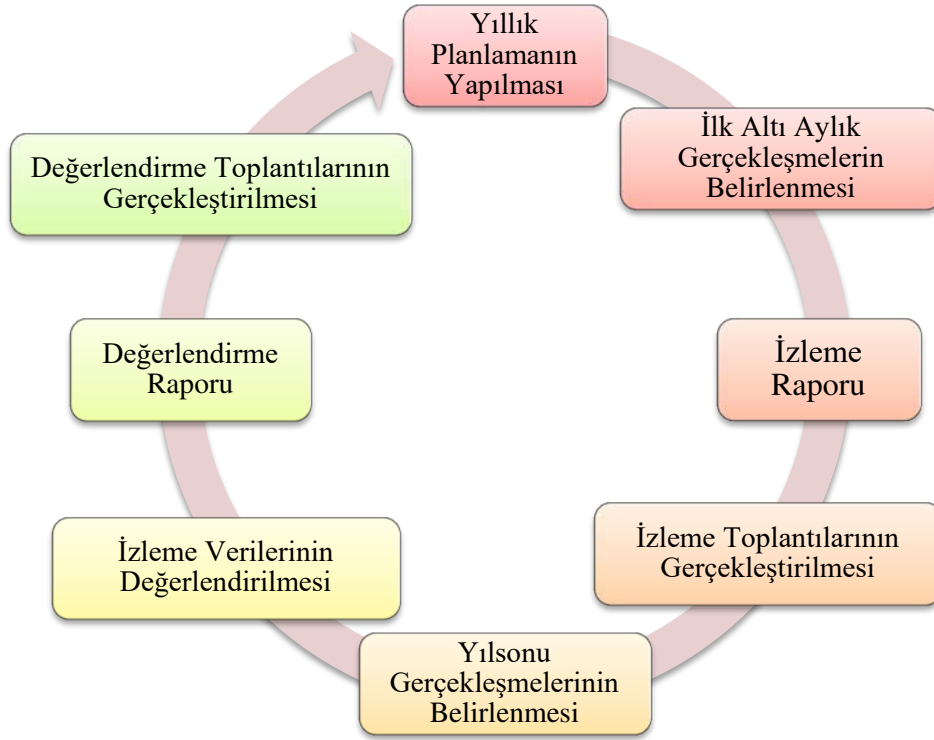 Yıllık
Planlamanın
Yapılması
İlk Altı Aylık
Gerçekleşmelerin
Belirlenmesi
İzleme
Raporu
İzleme Toplantılarının
Gerçekleştirilmesi
Yılsonu
Gerçekleşmelerinin
Belirlenmesi
İzleme Verilerinin
Değerlendirilmesi
Değerlendirme
Raporu
Değerlendirme Toplantılarının
Gerçekleştirilmesi